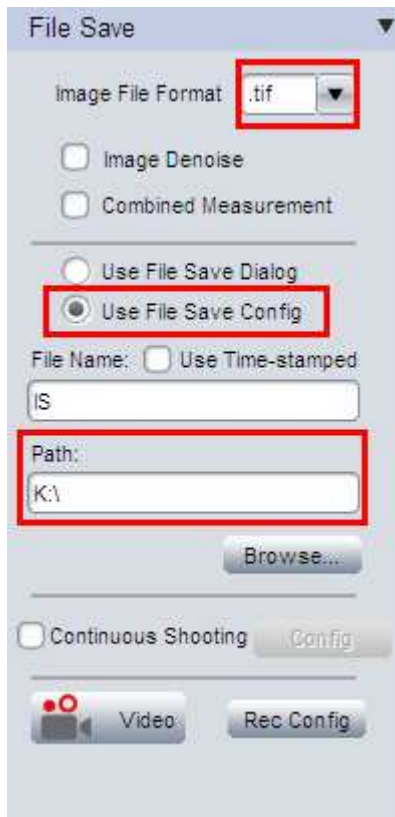 File Save
Image File Format .tif
Image Denoise
Combined Measurement
Use File Save Dialog
Use File Save Config
File Name: Use Time-stamped
IS
Path:
K:\
Browse...
Continuous Shooting Config
Video Rec Config